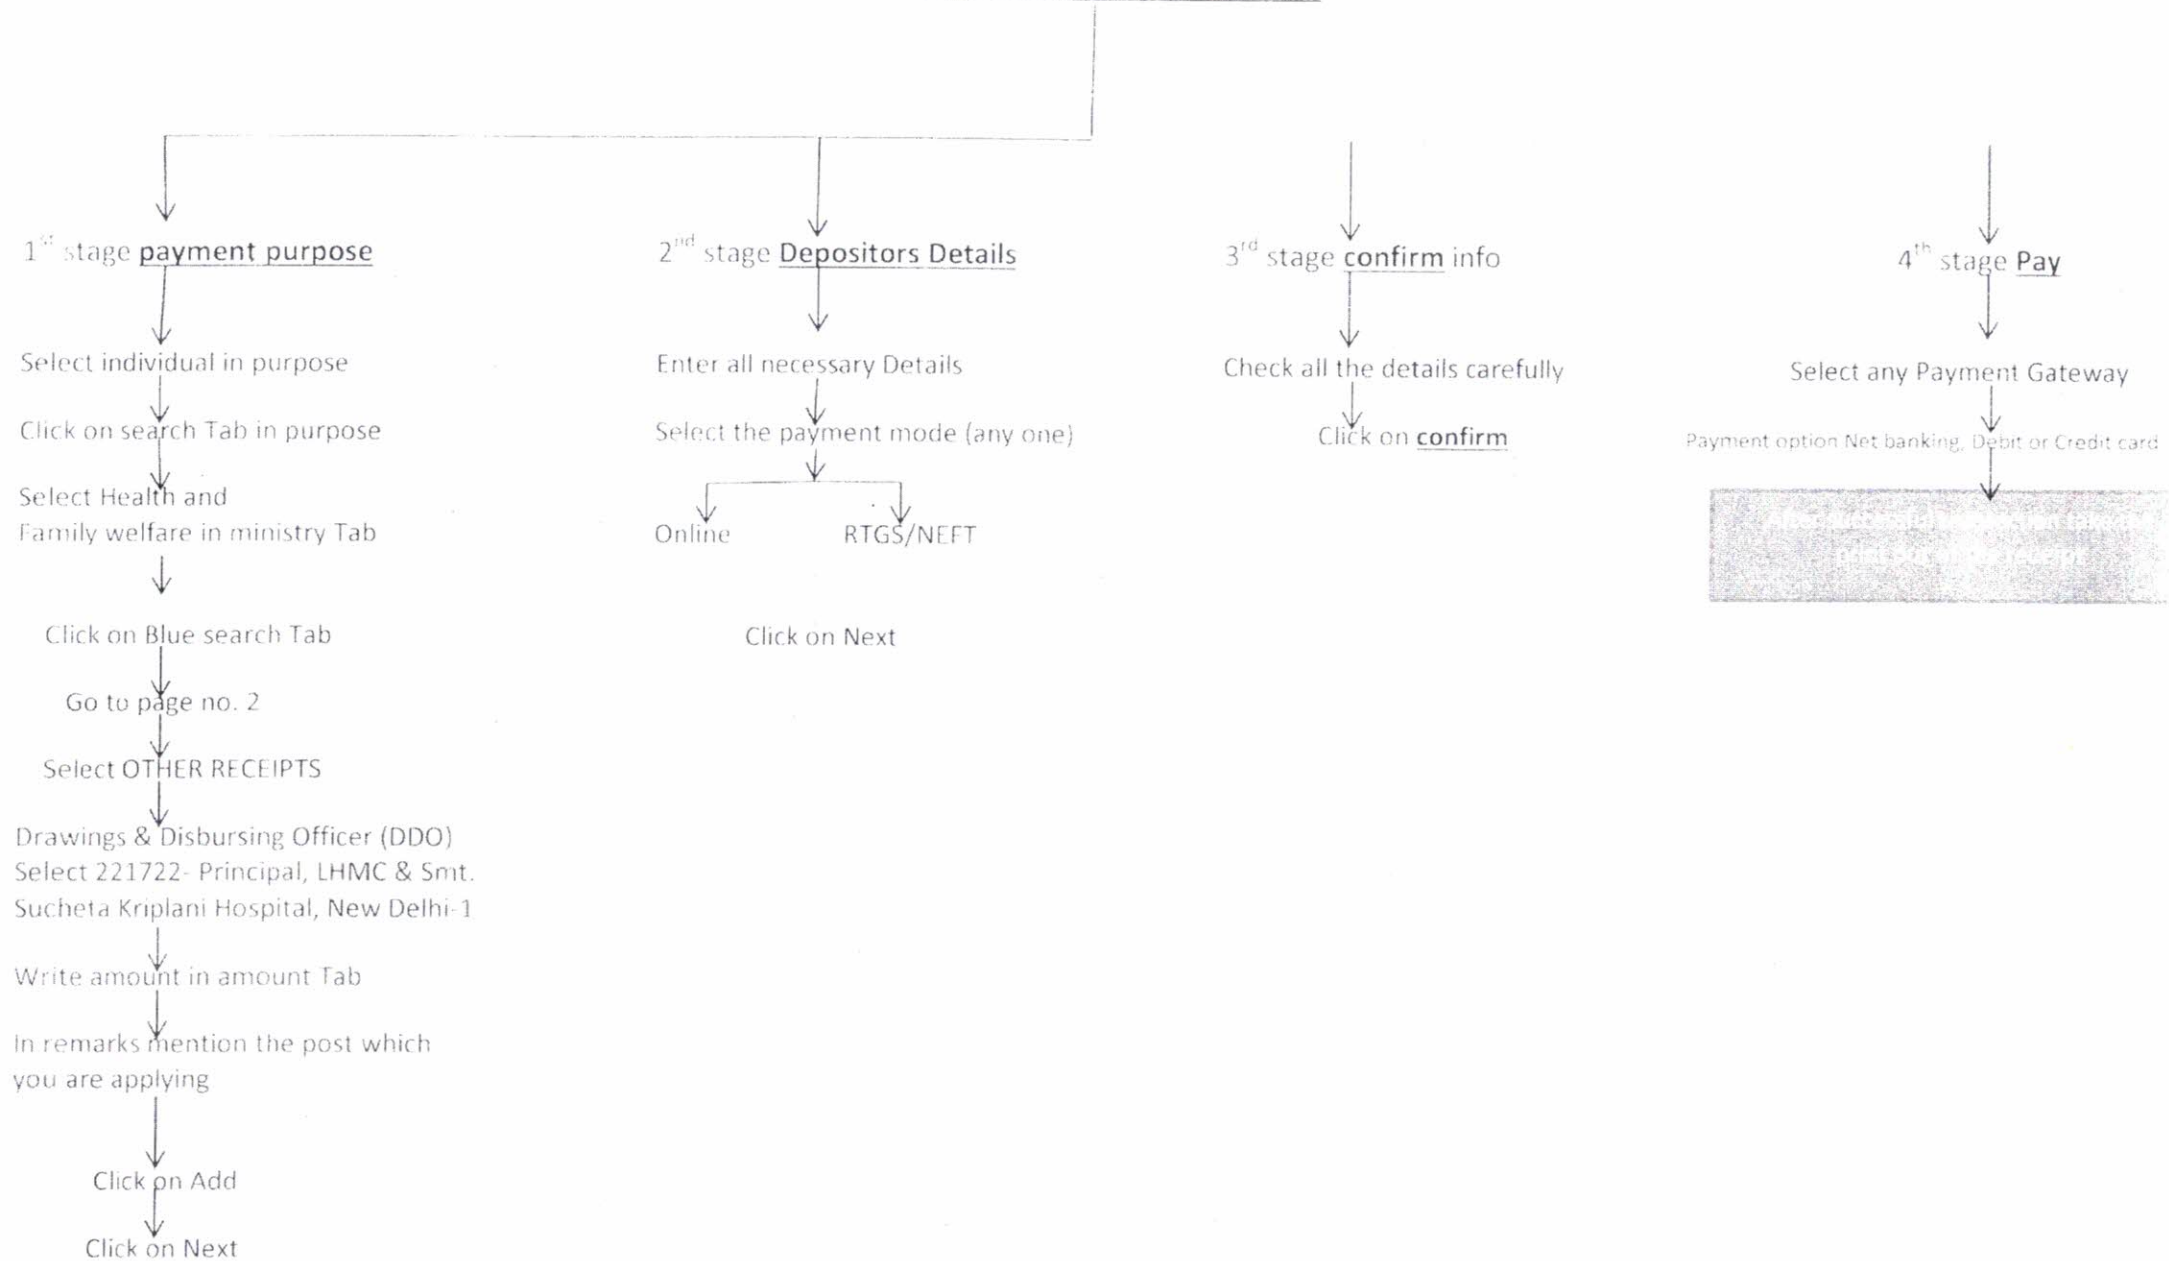 1st stage payment purpose
Select individual in purpose
Click on search Tab in purpose
Select Health and
Family welfare in ministry Tab
Click on Blue search Tab
Go to page no. 2
Select OTHER RECEIPTS
Drawings & Disbursing Officer (DDO)
Select 221722- Principal, LHMC & Smt.
Sucheta Kriplani Hospital, New Delhi-1
Write amount in amount Tab
In remarks mention the post which
you are applying
Click on Add
Click on Next
2nd stage Depositors Details
Enter all necessary Details
Select the payment mode (any one)
Online
RTGS/NEFT
Click on Next
3rd stage confirm info
Check all the details carefully
Click on confirm
4th stage Pay
Select any Payment Gateway
Payment option Net banking, Debit or Credit card
After successful
print receipt